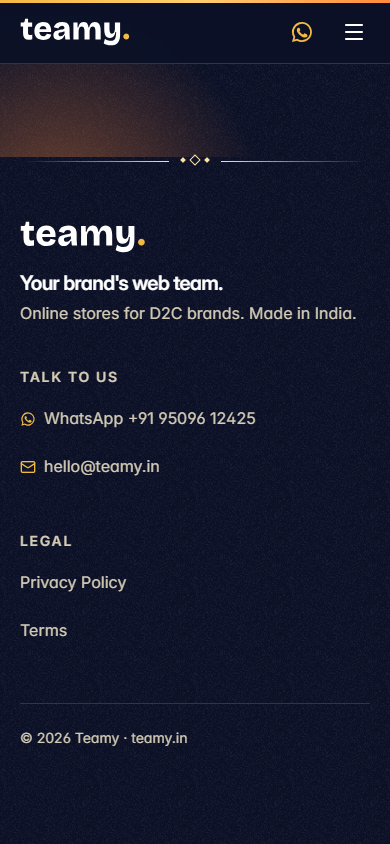 teamy.
teamy.
Your brand's web team.
Online stores for D2C brands. Made in India.
TALK TO US
WhatsApp +91 95096 12425
hello@teamy.in
LEGAL
Privacy Policy
Terms
© 2026 Teamy · teamy.in